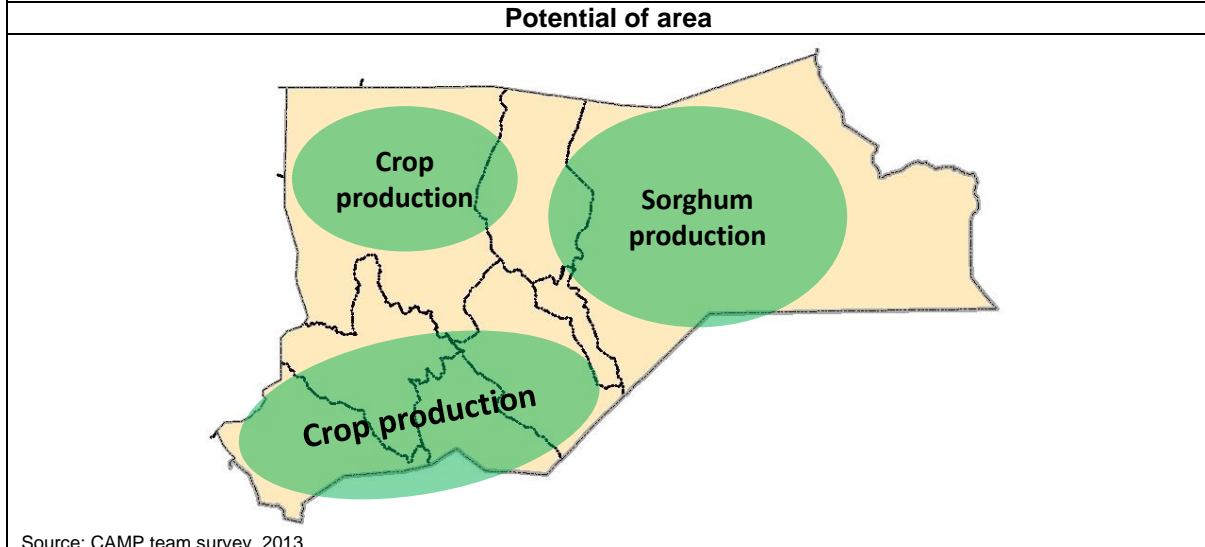 Potential of area
Crop
production
Sorghum
production
Crop production
Source: CAMP team survey, 2013